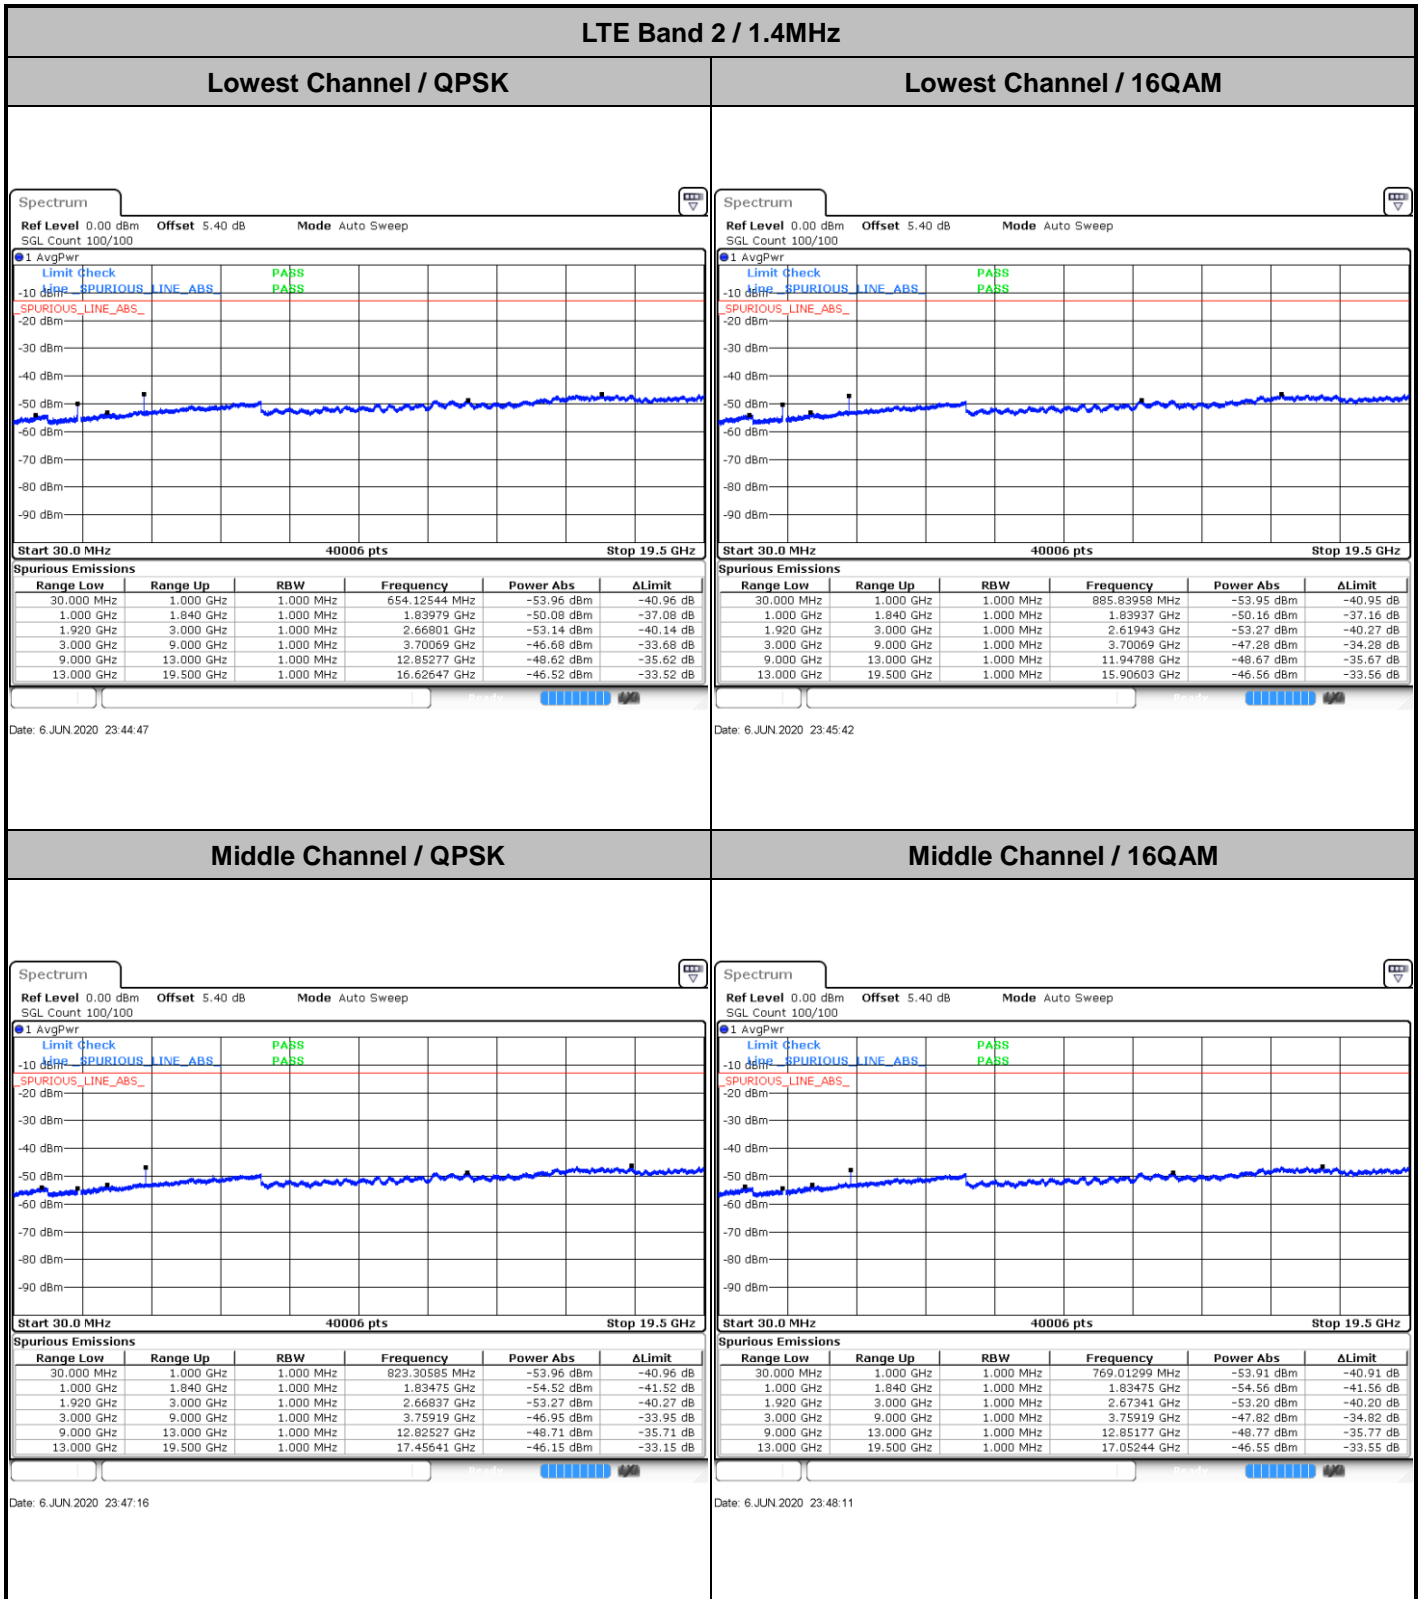 LTE Band 2 / 1.4MHz
Lowest Channel / QPSK
Lowest Channel / 16QAM
Spectrum
Ref Level 0.00 dBm Offset 5.40 dB Mode Auto Sweep
SGL Count 100/100
1 AvgPwr
Limit Check PASS
Line _SPURIOUS_LINE_ABS_ PASS
-10 dBm
_SPURIOUS_LINE_ABS_
-20 dBm
-30 dBm
-40 dBm
-50 dBm
-60 dBm
-70 dBm
-80 dBm
-90 dBm
Start 30.0 MHz 40006 pts Stop 19.5 GHz
Spurious Emissions
Range Low Range Up RBW Frequency Power Abs ΔLimit
30.000 MHz 1.000 GHz 1.000 MHz 654.12544 MHz -53.96 dBm -40.96 dB
1.000 GHz 1.840 GHz 1.000 MHz 1.83979 GHz -50.08 dBm -37.08 dB
1.920 GHz 3.000 GHz 1.000 MHz 2.66801 GHz -53.14 dBm -40.14 dB
3.000 GHz 9.000 GHz 1.000 MHz 3.70069 GHz -46.68 dBm -33.68 dB
9.000 GHz 13.000 GHz 1.000 MHz 12.85277 GHz -48.62 dBm -35.62 dB
13.000 GHz 19.500 GHz 1.000 MHz 16.62647 GHz -46.52 dBm -33.52 dB
Date: 6.JUN.2020 23:44:47
Spectrum
Ref Level 0.00 dBm Offset 5.40 dB Mode Auto Sweep
SGL Count 100/100
1 AvgPwr
Limit Check PASS
Line _SPURIOUS_LINE_ABS_ PASS
-10 dBm
_SPURIOUS_LINE_ABS_
-20 dBm
-30 dBm
-40 dBm
-50 dBm
-60 dBm
-70 dBm
-80 dBm
-90 dBm
Start 30.0 MHz 40006 pts Stop 19.5 GHz
Spurious Emissions
Range Low Range Up RBW Frequency Power Abs ΔLimit
30.000 MHz 1.000 GHz 1.000 MHz 885.83958 MHz -53.95 dBm -40.95 dB
1.000 GHz 1.840 GHz 1.000 MHz 1.83937 GHz -50.16 dBm -37.16 dB
1.920 GHz 3.000 GHz 1.000 MHz 2.61943 GHz -53.27 dBm -40.27 dB
3.000 GHz 9.000 GHz 1.000 MHz 3.70069 GHz -47.28 dBm -34.28 dB
9.000 GHz 13.000 GHz 1.000 MHz 11.94788 GHz -48.67 dBm -35.67 dB
13.000 GHz 19.500 GHz 1.000 MHz 15.90603 GHz -46.56 dBm -33.56 dB
Date: 6.JUN.2020 23:45:42
Middle Channel / QPSK
Middle Channel / 16QAM
Spectrum
Ref Level 0.00 dBm Offset 5.40 dB Mode Auto Sweep
SGL Count 100/100
1 AvgPwr
Limit Check PASS
Line _SPURIOUS_LINE_ABS_ PASS
-10 dBm
_SPURIOUS_LINE_ABS_
-20 dBm
-30 dBm
-40 dBm
-50 dBm
-60 dBm
-70 dBm
-80 dBm
-90 dBm
Start 30.0 MHz 40006 pts Stop 19.5 GHz
Spurious Emissions
Range Low Range Up RBW Frequency Power Abs ΔLimit
30.000 MHz 1.000 GHz 1.000 MHz 823.30585 MHz -53.96 dBm -40.96 dB
1.000 GHz 1.840 GHz 1.000 MHz 1.83475 GHz -54.52 dBm -41.52 dB
1.920 GHz 3.000 GHz 1.000 MHz 2.66837 GHz -53.27 dBm -40.27 dB
3.000 GHz 9.000 GHz 1.000 MHz 3.75919 GHz -46.95 dBm -33.95 dB
9.000 GHz 13.000 GHz 1.000 MHz 12.82527 GHz -48.71 dBm -35.71 dB
13.000 GHz 19.500 GHz 1.000 MHz 17.45641 GHz -46.15 dBm -33.15 dB
Date: 6.JUN.2020 23:47:16
Spectrum
Ref Level 0.00 dBm Offset 5.40 dB Mode Auto Sweep
SGL Count 100/100
1 AvgPwr
Limit Check PASS
Line _SPURIOUS_LINE_ABS_ PASS
-10 dBm
_SPURIOUS_LINE_ABS_
-20 dBm
-30 dBm
-40 dBm
-50 dBm
-60 dBm
-70 dBm
-80 dBm
-90 dBm
Start 30.0 MHz 40006 pts Stop 19.5 GHz
Spurious Emissions
Range Low Range Up RBW Frequency Power Abs ΔLimit
30.000 MHz 1.000 GHz 1.000 MHz 769.01299 MHz -53.91 dBm -40.91 dB
1.000 GHz 1.840 GHz 1.000 MHz 1.83475 GHz -54.56 dBm -41.56 dB
1.920 GHz 3.000 GHz 1.000 MHz 2.67341 GHz -53.20 dBm -40.20 dB
3.000 GHz 9.000 GHz 1.000 MHz 3.75919 GHz -47.82 dBm -34.82 dB
9.000 GHz 13.000 GHz 1.000 MHz 12.85177 GHz -48.77 dBm -35.77 dB
13.000 GHz 19.500 GHz 1.000 MHz 17.05244 GHz -46.55 dBm -33.55 dB
Date: 6.JUN.2020 23:48:11